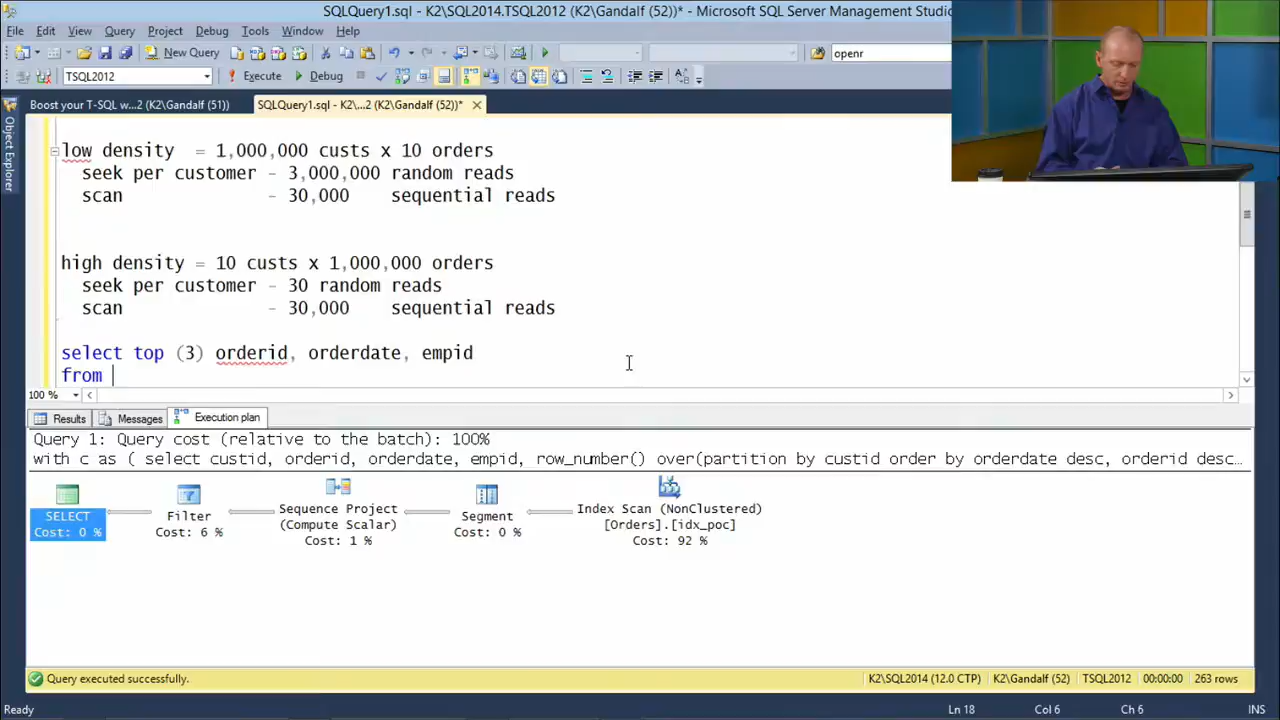 SQLQuery1.sql - K2\SQL2014.TSQL2012 (K2\Gandalf (52))* - Microsoft SQL Server Management Studio
File Edit View Query Project Debug Tools Window Help
New Query openr
TSQL2012 Execute Debug
Boost your T-SQL w...2 (K2\Gandalf (51)) SQLQuery1.sql - K2\...2 (K2\Gandalf (52))*
Object Explorer
low density = 1,000,000 custs x 10 orders
seek per customer - 3,000,000 random reads
scan - 30,000 sequential reads
high density = 10 custs x 1,000,000 orders
seek per customer - 30 random reads
scan - 30,000 sequential reads
select top (3) orderid, orderdate, empid
from
100 %
Results Messages Execution plan
Query 1: Query cost (relative to the batch): 100%
with c as ( select custid, orderid, orderdate, empid, row_number() over(partition by custid order by orderdate desc, orderid desc...
SELECT
Cost: 0 %
Filter
Cost: 6 %
Sequence Project
(Compute Scalar)
Cost: 1 %
Segment
Cost: 0 %
Index Scan (NonClustered)
[Orders].[idx_poc]
Cost: 92 %
Query executed successfully. K2\SQL2014 (12.0 CTP) K2\Gandalf (52) TSQL2012 00:00:00 263 rows
Ready Ln 18 Col 6 Ch 6 INS